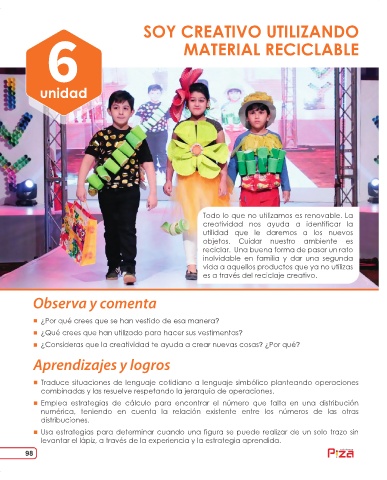 SOY CREATIVO UTILIZANDO
MATERIAL RECICLABLE
6
unidad
Todo lo que no utilizamos es renovable. La
creatividad nos ayuda a identificar la
utilidad que le daremos a los nuevos
objetos. Cuidar nuestro ambiente es
reciclar. Una buena forma de pasar un rato
inolvidable en familia y dar una segunda
vida a aquellos productos que ya no utilizas
es a través del reciclaje creativo.
Observa y comenta
¿Por qué crees que se han vestido de esa manera?
¿Qué crees que han utilizado para hacer sus vestimentas?
¿Consideras que la creatividad te ayuda a crear nuevas cosas? ¿Por qué?
Aprendizajes y logros
Traduce situaciones de lenguaje cotidiano a lenguaje simbólico planteando operaciones
combinadas y las resuelve respetando la jerarquía de operaciones.
Emplea estrategias de cálculo para encontrar el número que falta en una distribución
numérica, teniendo en cuenta la relación existente entre los números de las otras
distribuciones.
Usa estrategias para determinar cuando una figura se puede realizar de un solo trazo sin
levantar el lápiz, a través de la experiencia y la estrategia aprendida.
98
Piza